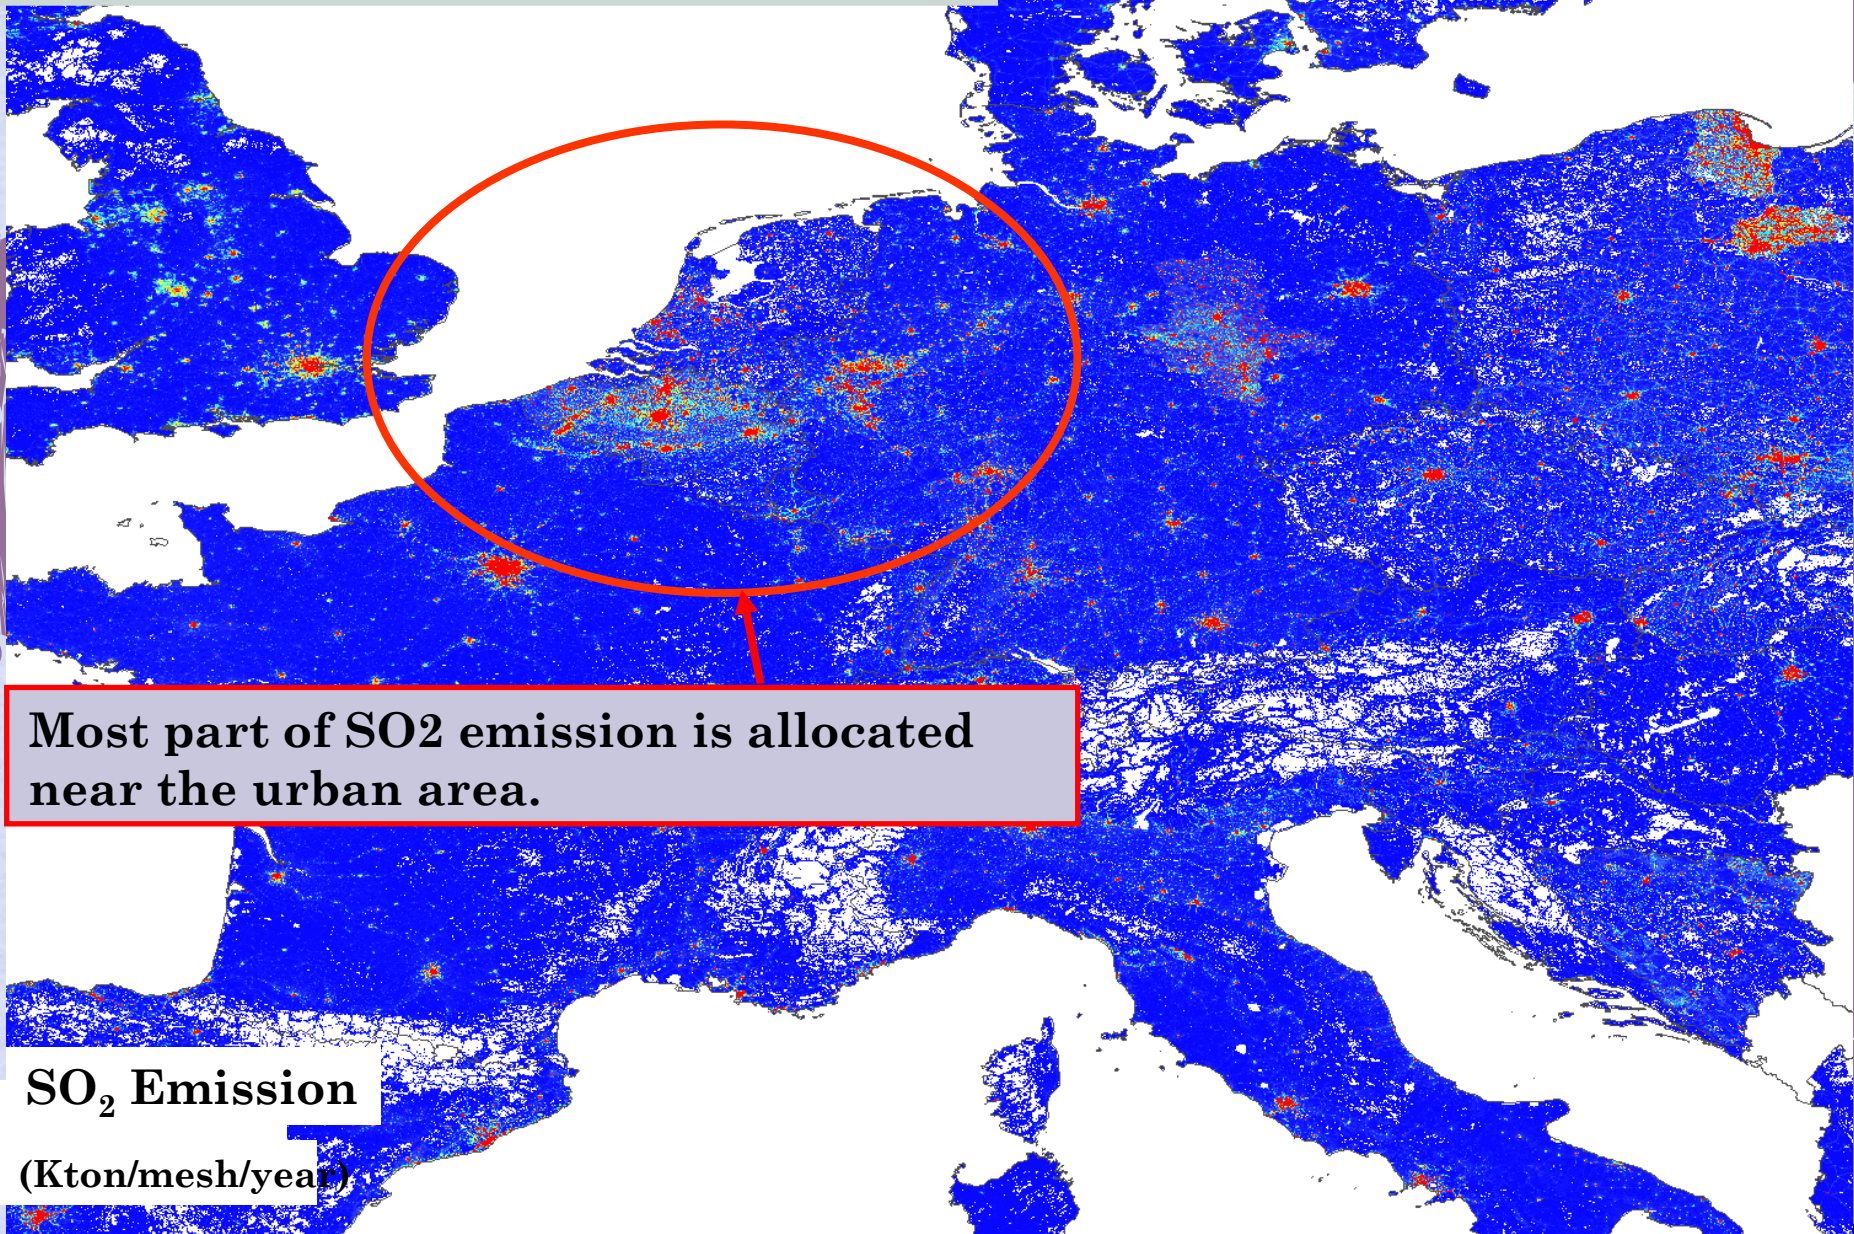 Most part of SO2 emission is allocated
near the urban area.
SO₂ Emission
(Kton/mesh/year)